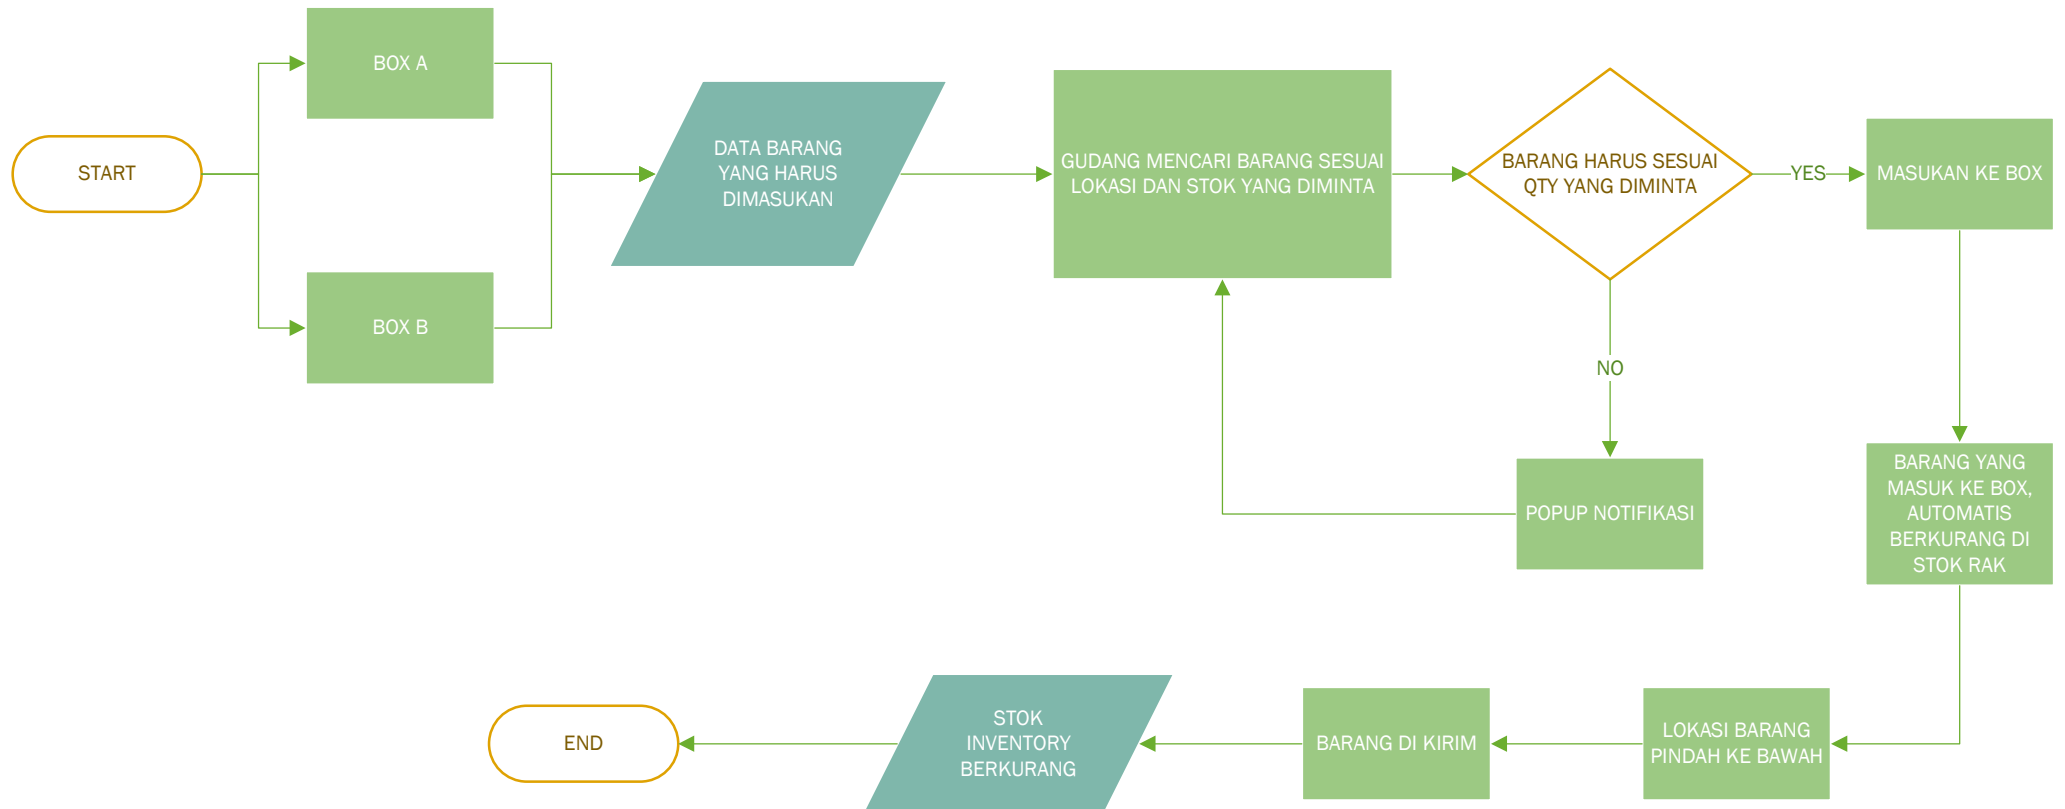 START
BOX A
BOX B
DATA BARANG
YANG HARUS
DIMASUKAN
GUDANG MENCARI BARANG SESUAI
LOKASI DAN STOK YANG DIMINTA
BARANG HARUS SESUAI
QTY YANG DIMINTA
YES
MASUKAN KE BOX
NO
POPUP NOTIFIKASI
BARANG YANG
MASUK KE BOX,
AUTOMATIS
BERKURANG DI
STOK RAK
LOKASI BARANG
PINDAH KE BAWAH
BARANG DI KIRIM
STOK
INVENTORY
BERKURANG
END